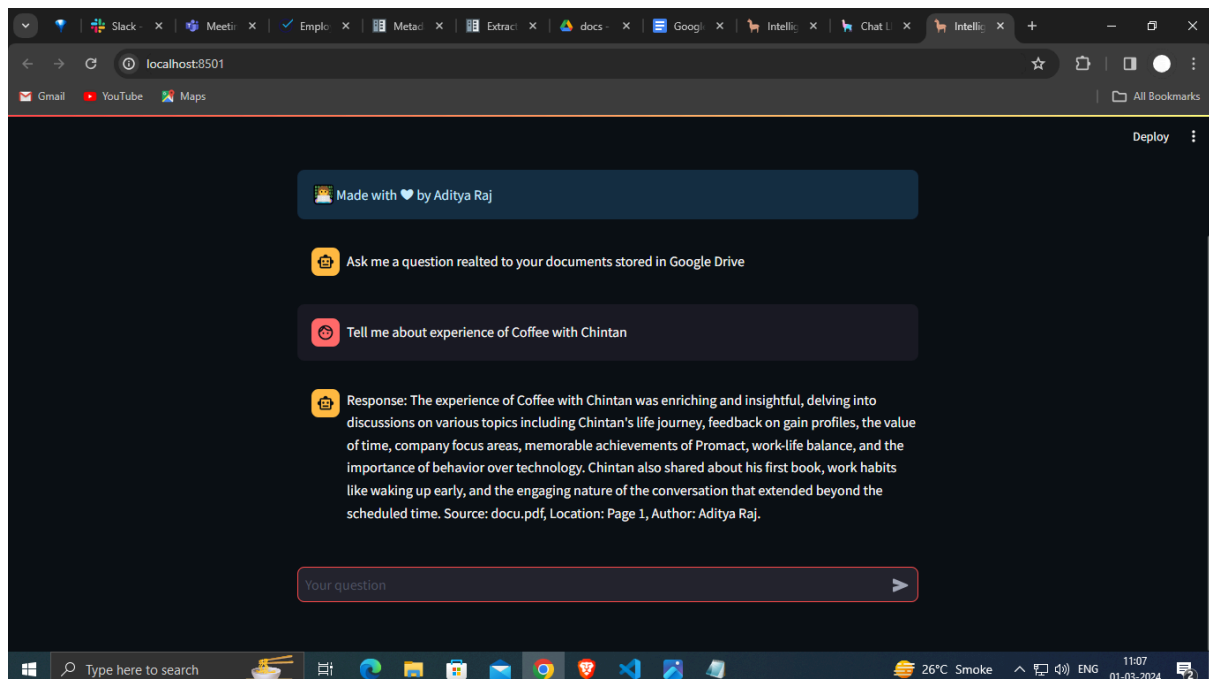 Slack -
Meetin
Emplo
Metad
Extract
docs -
Googl
Intellig
Chat Ll
Intellig
localhost:8501
Gmail
YouTube
Maps
All Bookmarks
Deploy
Made with by Aditya Raj
Ask me a question realted to your documents stored in Google Drive
Tell me about experience of Coffee with Chintan
Response: The experience of Coffee with Chintan was enriching and insightful, delving into
discussions on various topics including Chintan's life journey, feedback on gain profiles, the value
of time, company focus areas, memorable achievements of Promact, work-life balance, and the
importance of behavior over technology. Chintan also shared about his first book, work habits
like waking up early, and the engaging nature of the conversation that extended beyond the
scheduled time. Source: docu.pdf, Location: Page 1, Author: Aditya Raj.
Your question
Type here to search
26°C Smoke
ENG
11:07
01-03-2024
2